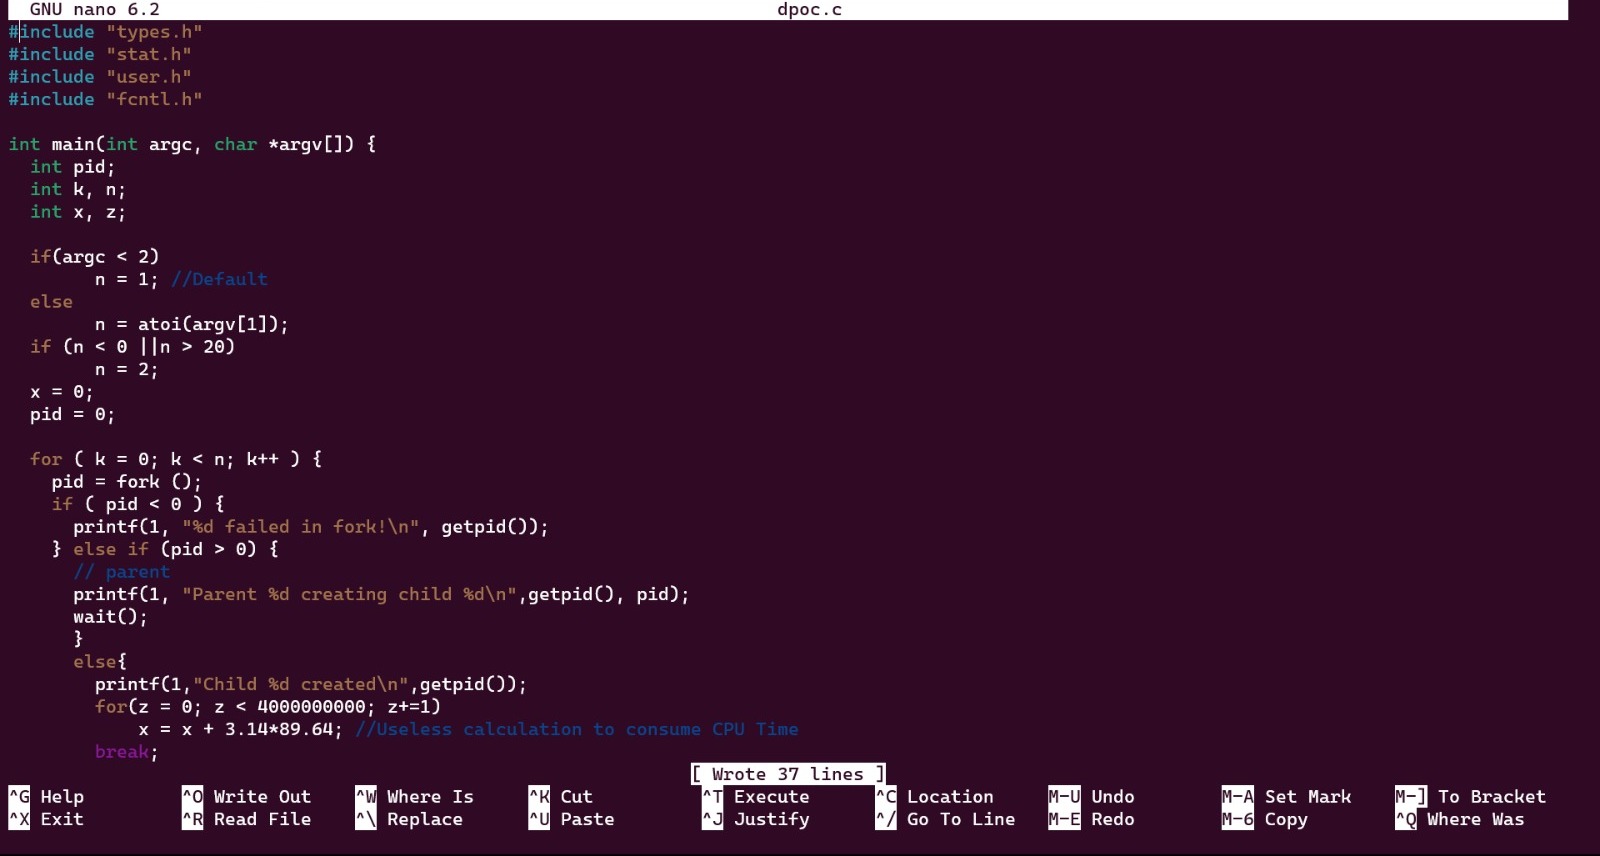 GNU nano 6.2 dpoc.c
#include "types.h"
#include "stat.h"
#include "user.h"
#include "fcntl.h"
int main(int argc, char *argv[]) {
  int pid;
  int k, n;
  int x, z;
  if(argc < 2)
        n = 1; //Default
  else
        n = atoi(argv[1]);
  if (n < 0 ||n > 20)
        n = 2;
  x = 0;
  pid = 0;
  for ( k = 0; k < n; k++ ) {
    pid = fork ();
    if ( pid < 0 ) {
      printf(1, "%d failed in fork!\n", getpid());
    } else if (pid > 0) {
      // parent
      printf(1, "Parent %d creating child %d\n",getpid(), pid);
      wait();
      }
      else{
        printf(1,"Child %d created\n",getpid());
        for(z = 0; z < 4000000000; z+=1)
            x = x + 3.14*89.64; //Useless calculation to consume CPU Time
        break;
[ Wrote 37 lines ]
^G Help ^O Write Out ^W Where Is ^K Cut ^T Execute ^C Location M-U Undo M-A Set Mark M-] To Bracket
^X Exit ^R Read File ^\ Replace ^U Paste ^J Justify ^/ Go To Line M-E Redo M-6 Copy ^Q Where Was